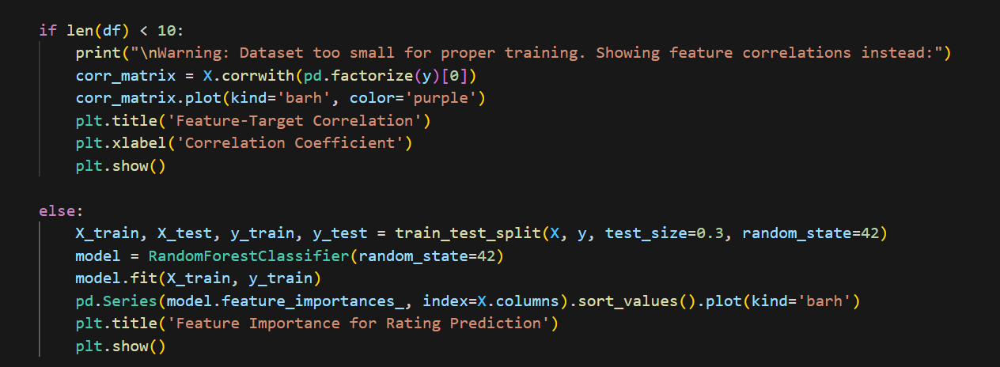 if len(df) < 10:
    print("\nWarning: Dataset too small for proper training. Showing feature correlations instead:")
    corr_matrix = X.corrwith(pd.factorize(y)[0])
    corr_matrix.plot(kind='barh', color='purple')
    plt.title('Feature-Target Correlation')
    plt.xlabel('Correlation Coefficient')
    plt.show()

else:
    X_train, X_test, y_train, y_test = train_test_split(X, y, test_size=0.3, random_state=42)
    model = RandomForestClassifier(random_state=42)
    model.fit(X_train, y_train)
    pd.Series(model.feature_importances_, index=X.columns).sort_values().plot(kind='barh')
    plt.title('Feature Importance for Rating Prediction')
    plt.show()